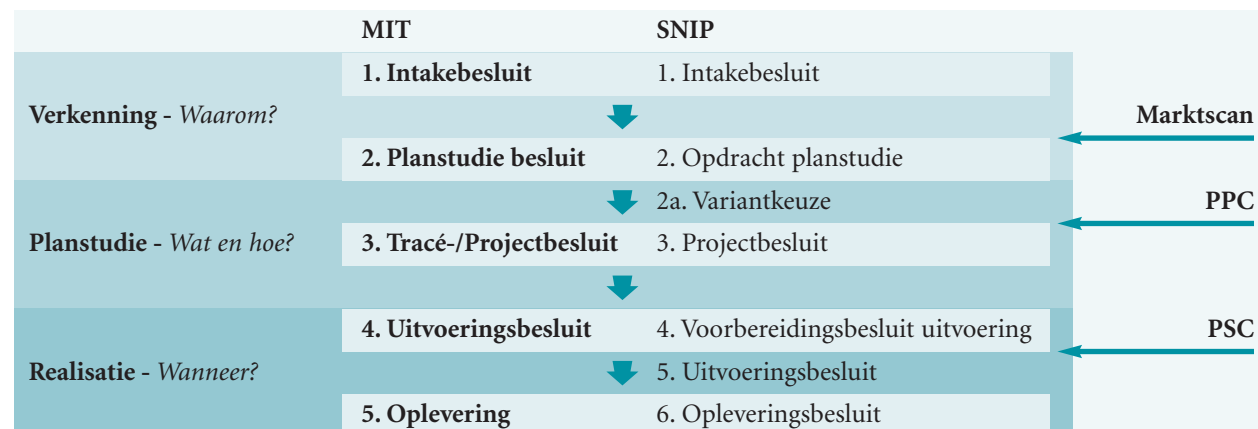 MIT SNIP
1. Intakebesluit 1. Intakebesluit
Verkenning - Waarom?
Marktscan
2. Planstudie besluit 2. Opdracht planstudie
2a. Variantkeuze PPC
Planstudie - Wat en hoe? 3. Tracé-/Projectbesluit 3. Projectbesluit
4. Uitvoeringsbesluit 4. Voorbereidingsbesluit uitvoering PSC
Realisatie - Wanneer? 5. Uitvoeringsbesluit
5. Oplevering 6. Opleveringsbesluit